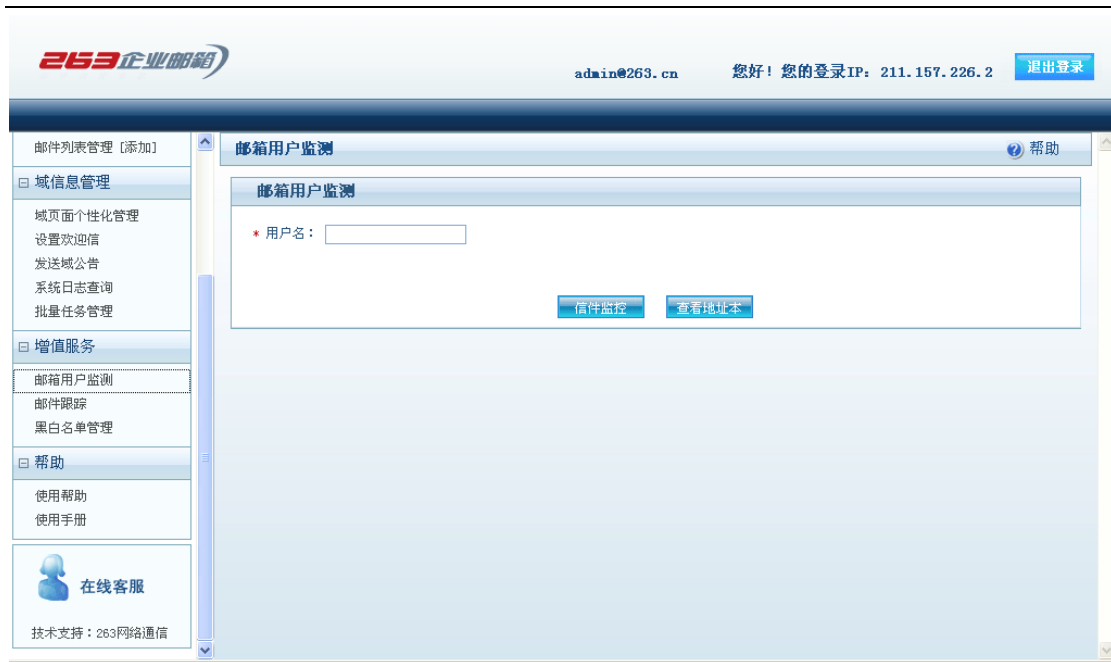 263企业邮箱
admin@263.cn 您好! 您的登录IP: 211.157.226.2 退出登录
邮件列表管理 [添加]
域信息管理
域页面个性化管理
设置欢迎信
发送域公告
系统日志查询
批量任务管理
增值服务
邮箱用户监测
邮件跟踪
黑白名单管理
帮助
使用帮助
使用手册
在线客服
技术支持：263网络通信
邮箱用户监测 帮助
邮箱用户监测
* 用户名：
信件监控 查看地址本